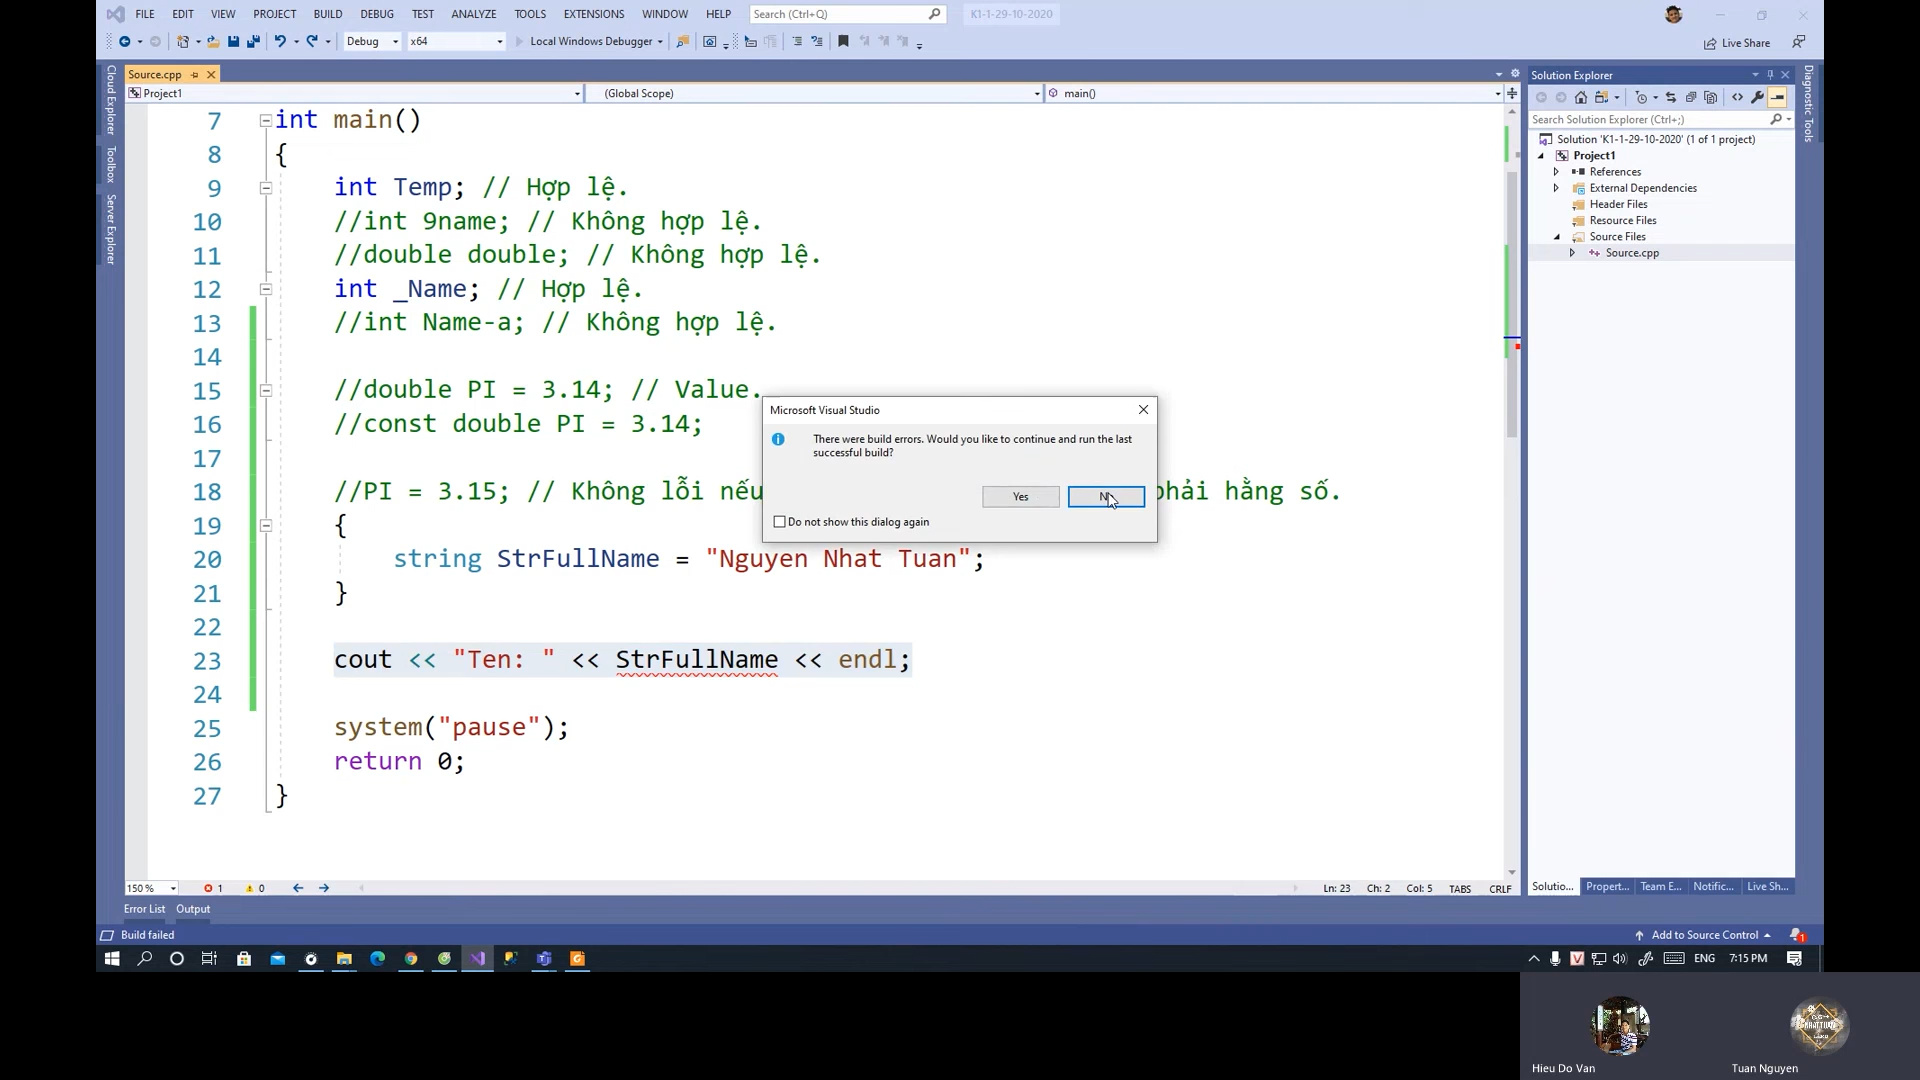 FILE EDIT VIEW PROJECT BUILD DEBUG TEST ANALYZE TOOLS EXTENSIONS WINDOW HELP Search (Ctrl+Q) K1-1-29-10-2020
Debug x64 Local Windows Debugger Live Share
Cloud Explorer
Toolbox
Server Explorer
Source.cpp
Project1 (Global Scope) main()
7 int main()
8 {
9 int Temp; // Hợp lệ.
10 //int 9name; // Không hợp lệ.
11 //double double; // Không hợp lệ.
12 int _Name; // Hợp lệ.
13 //int Name-a; // Không hợp lệ.
14
15 //double PI = 3.14; // Value.
16 //const double PI = 3.14;
17
18 //PI = 3.15; // Không lỗi nếu phải hằng số.
19 {
20 string StrFullName = "Nguyen Nhat Tuan";
21 }
22
23 cout << "Ten: " << StrFullName << endl;
24
25 system("pause");
26 return 0;
27 }
Microsoft Visual Studio
There were build errors. Would you like to continue and run the last
successful build?
Yes
Do not show this dialog again
Solution Explorer
Search Solution Explorer (Ctrl+;)
Solution 'K1-1-29-10-2020' (1 of 1 project)
Project1
References
External Dependencies
Header Files
Resource Files
Source Files
Source.cpp
Diagnostic Tools
150 % 1 0 Ln: 23 Ch: 2 Col: 5 TABS CRLF
Soluti... Propert... Team E... Notific... Live Sh...
Error List Output
Build failed Add to Source Control 1
ENG 7:15 PM
Hieu Do Van Tuan Nguyen